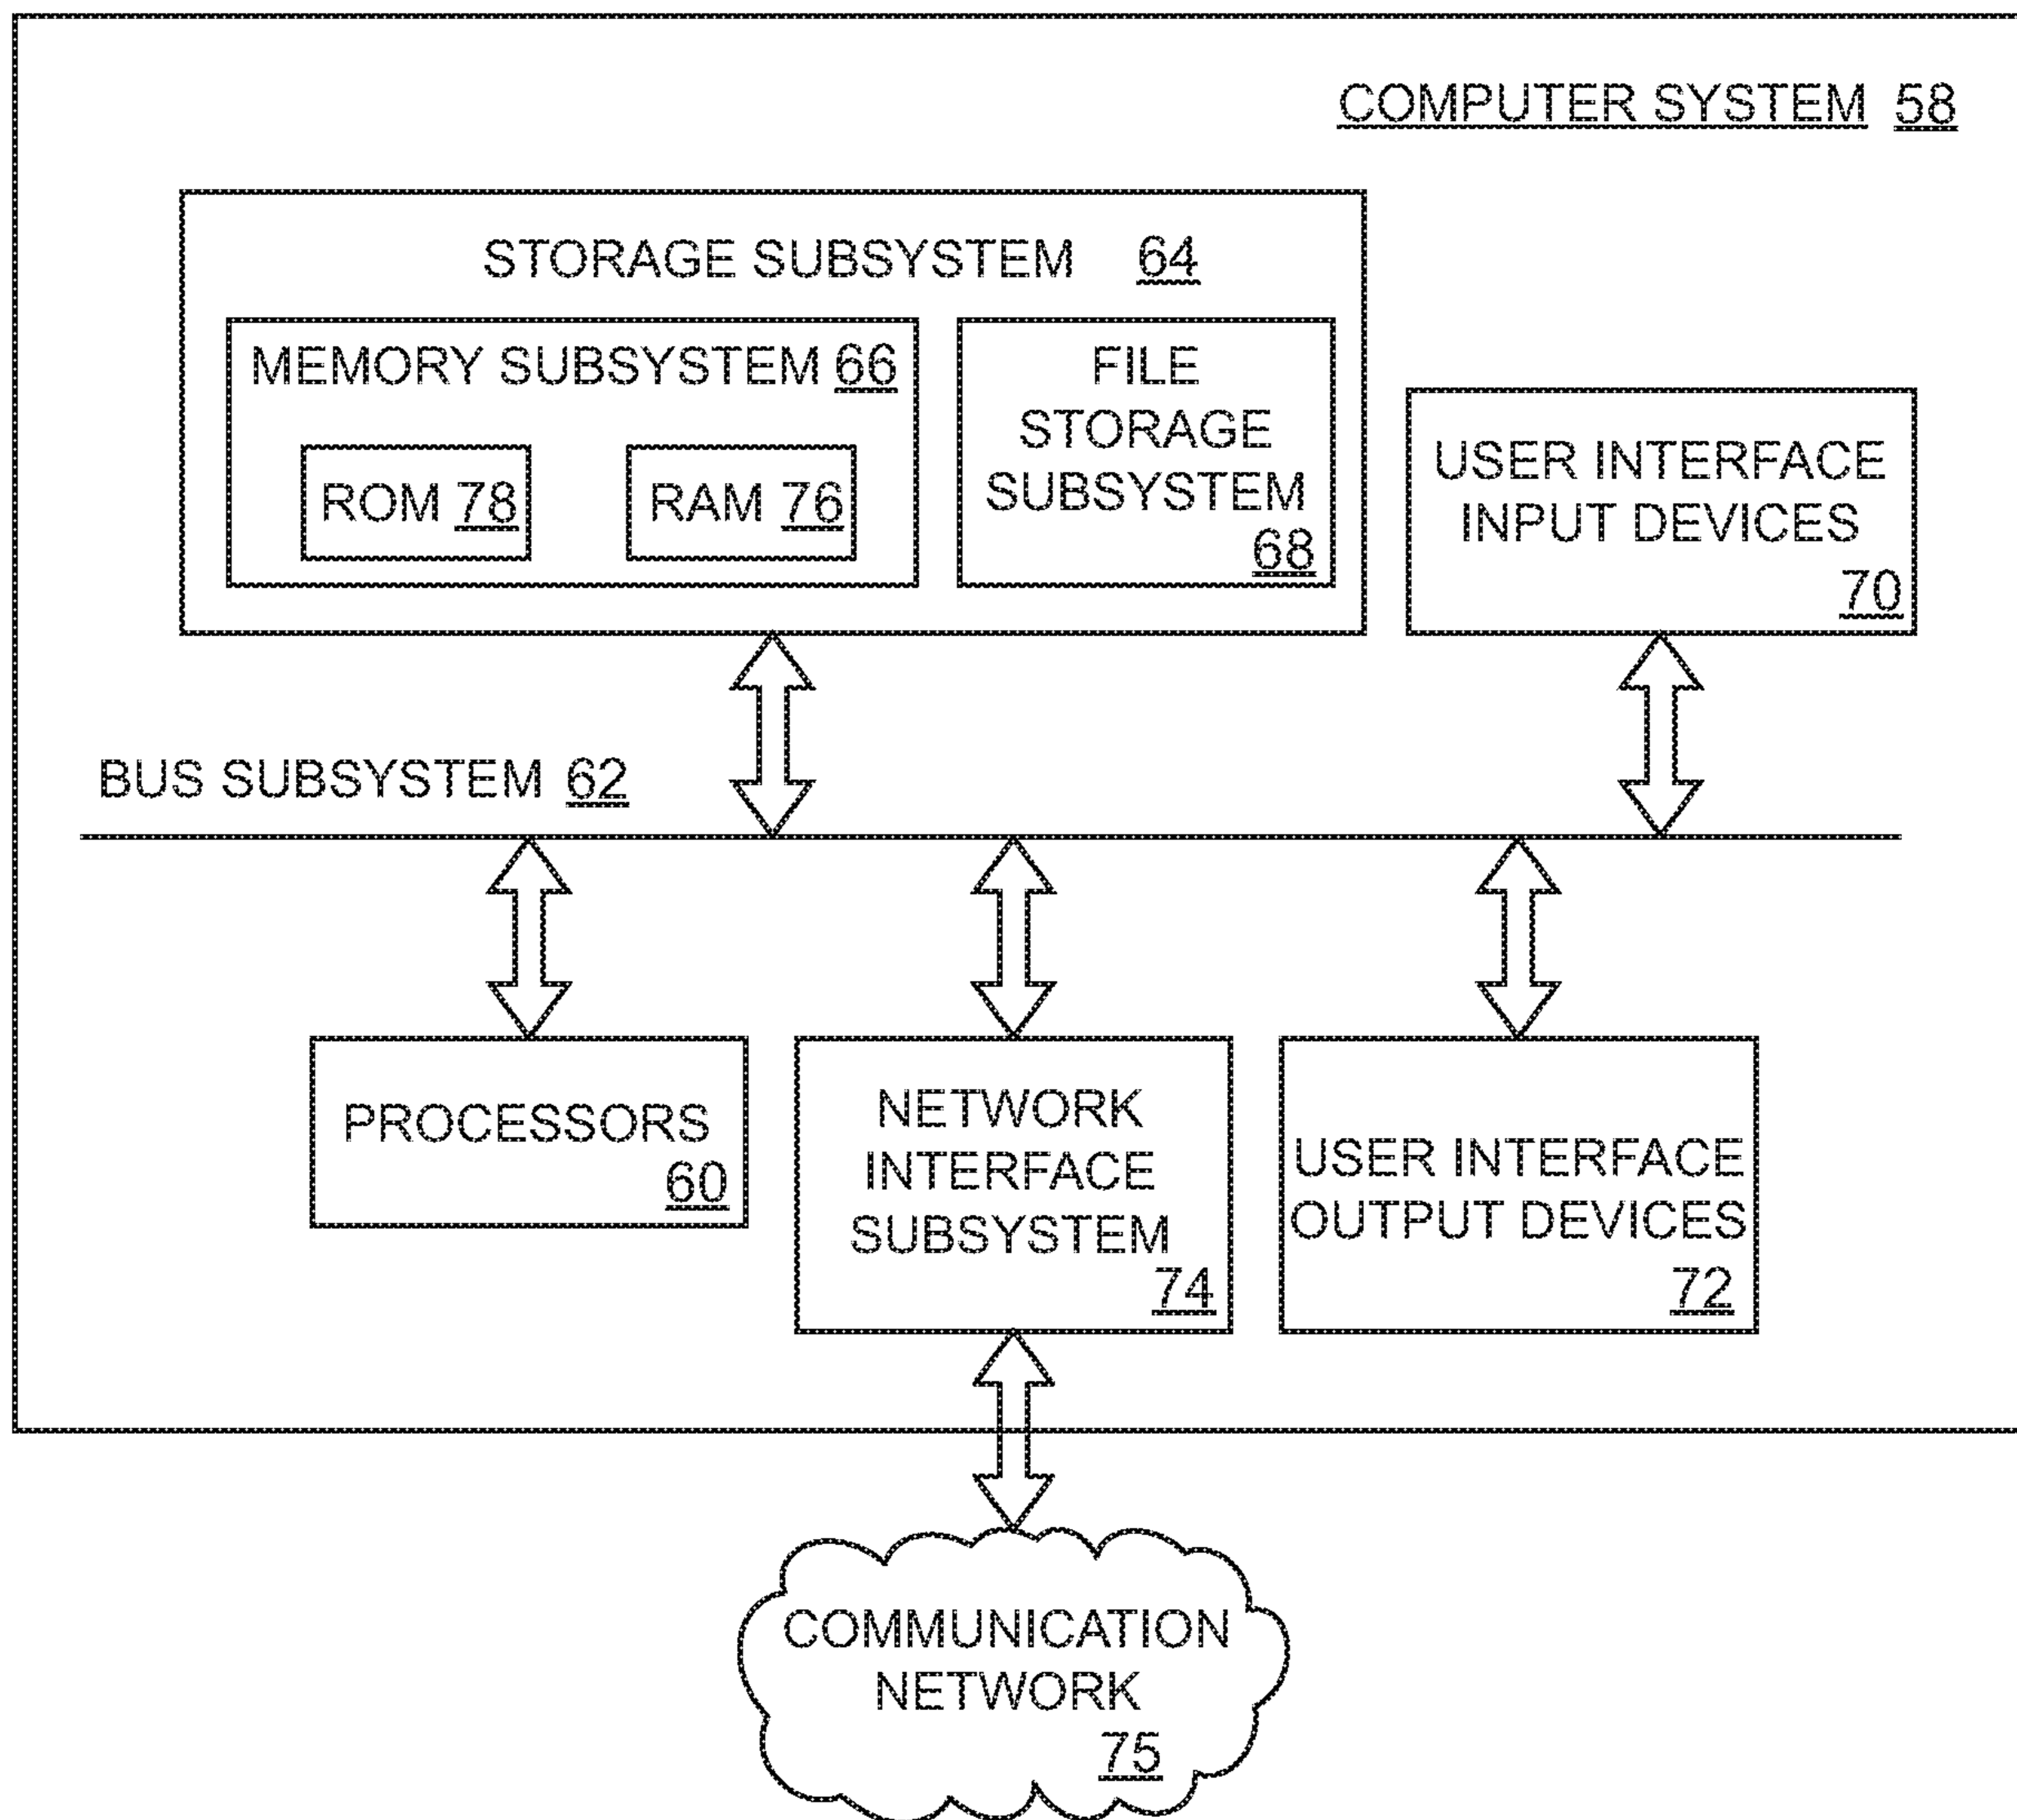 COMPUTER SYSTEM 58
STORAGE SUBSYSTEM 64
MEMORY SUBSYSTEM 66
ROM 78
RAM 76
FILE
STORAGE
SUBSYSTEM
68
USER INTERFACE
INPUT DEVICES
70
BUS SUBSYSTEM 62
PROCESSORS
60
NETWORK
INTERFACE
SUBSYSTEM
74
USER INTERFACE
OUTPUT DEVICES
72
COMMUNICATION
NETWORK
75